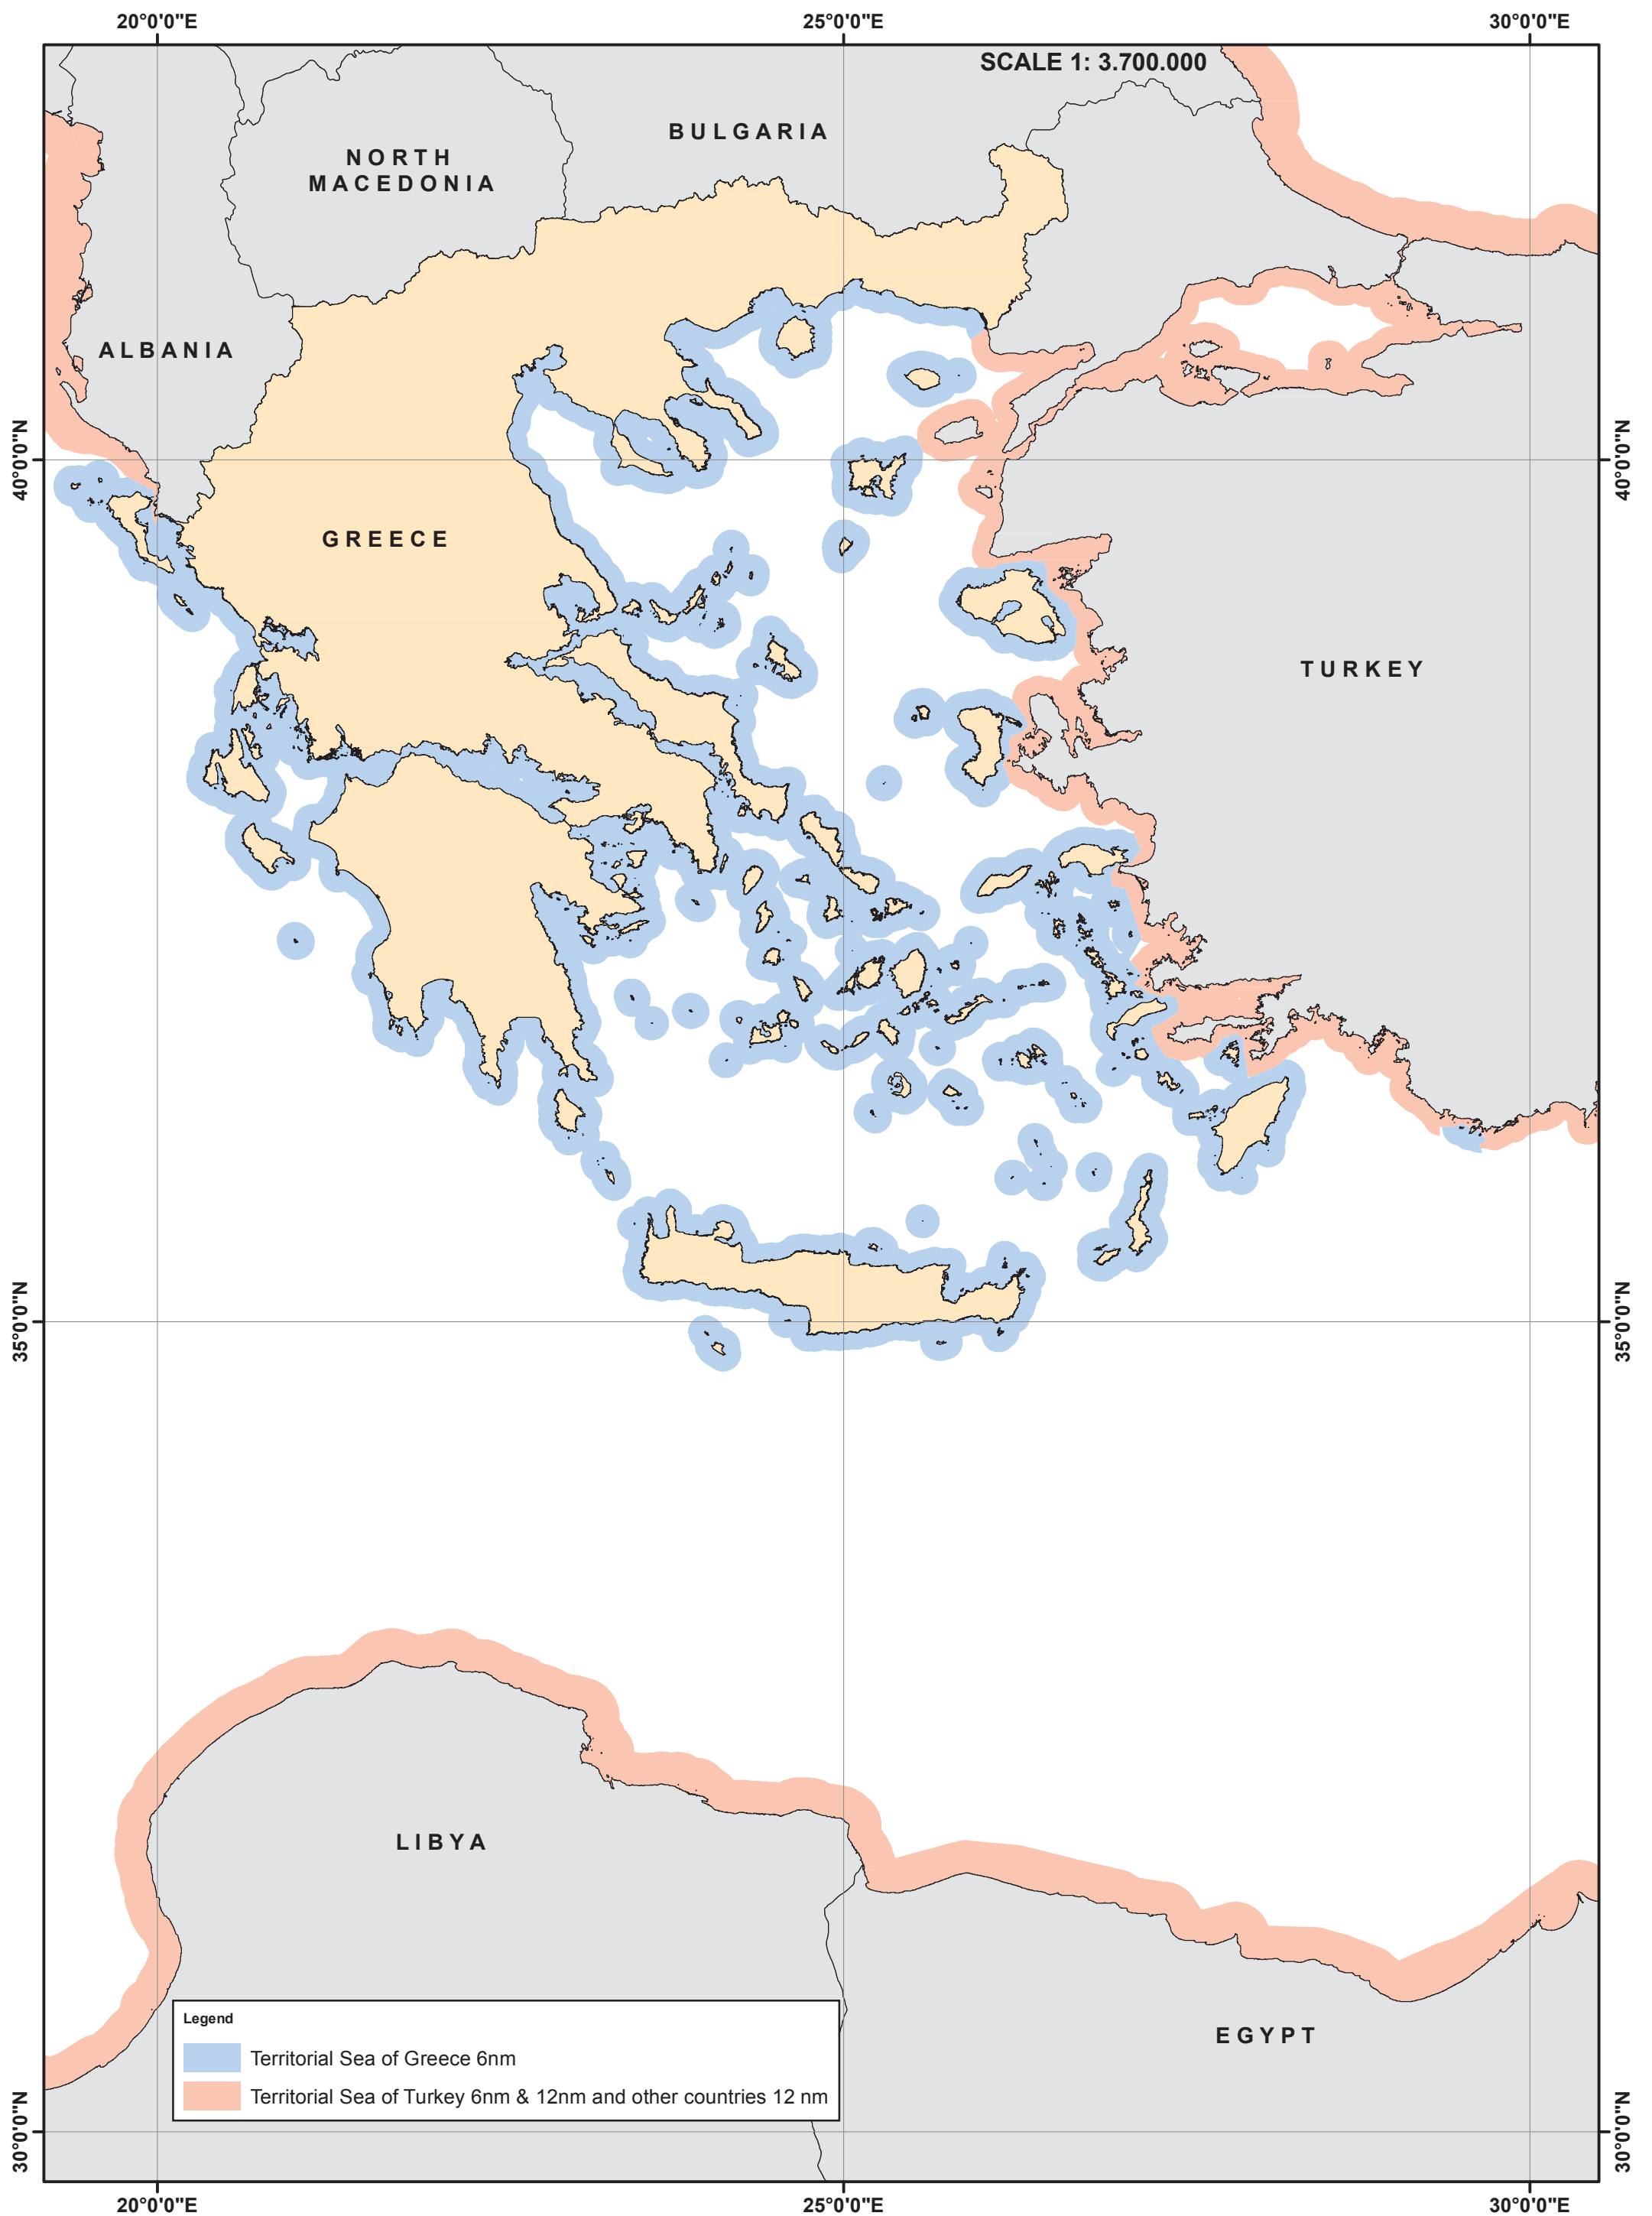 20°0'0"E
25°0'0"E
30°0'0"E
SCALE 1: 3.700.000
BULGARIA
NORTH
MACEDONIA
ALBANIA
40°0'0"N
40°0'0"N
GREECE
TURKEY
35°0'0"N
35°0'0"N
LIBYA
EGYPT
Legend
Territorial Sea of Greece 6nm
Territorial Sea of Turkey 6nm & 12nm and other countries 12 nm
30°0'0"N
30°0'0"N
20°0'0"E
25°0'0"E
30°0'0"E